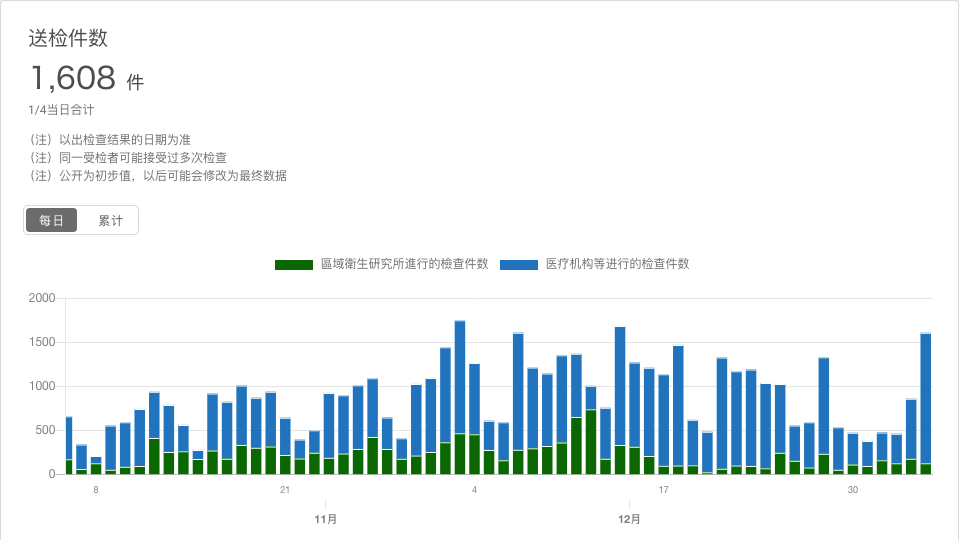 送检件数
1,608 件
1/4当日合计
（注）以出检查结果的日期为准
（注）同一受检者可能接受过多次检查
（注）公开为初步值，以后可能会修改为最终数据
每日 累计
區域衛生研究所進行的檢查件數 医疗机构等进行的检查件数
2000
1500
1000
500
0
8 21 4 17 30
11月 12月